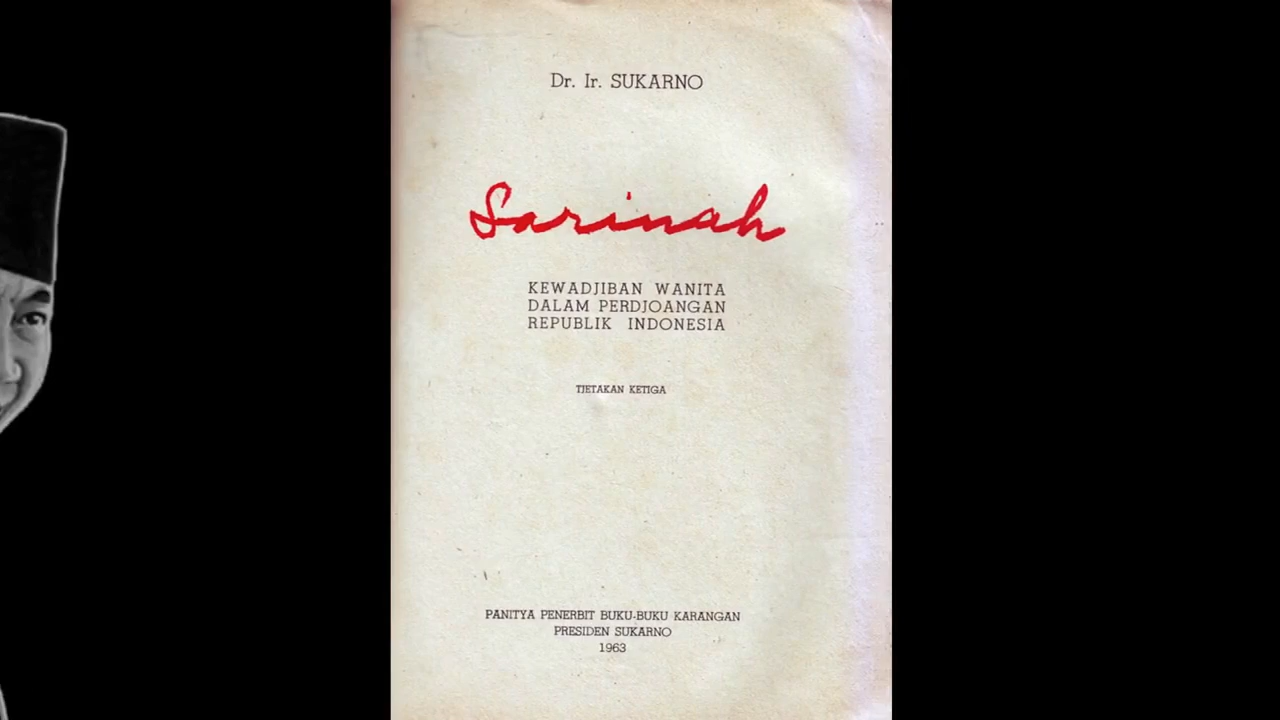 Dr. Ir. SUKARNO
Sarinah
KEWADJIBAN WANITA
DALAM PERDJOANGAN
REPUBLIK INDONESIA
TJETAKAN KETIGA
PANITYA PENERBIT BUKU-BUKU KARANGAN
PRESIDEN SUKARNO
1963